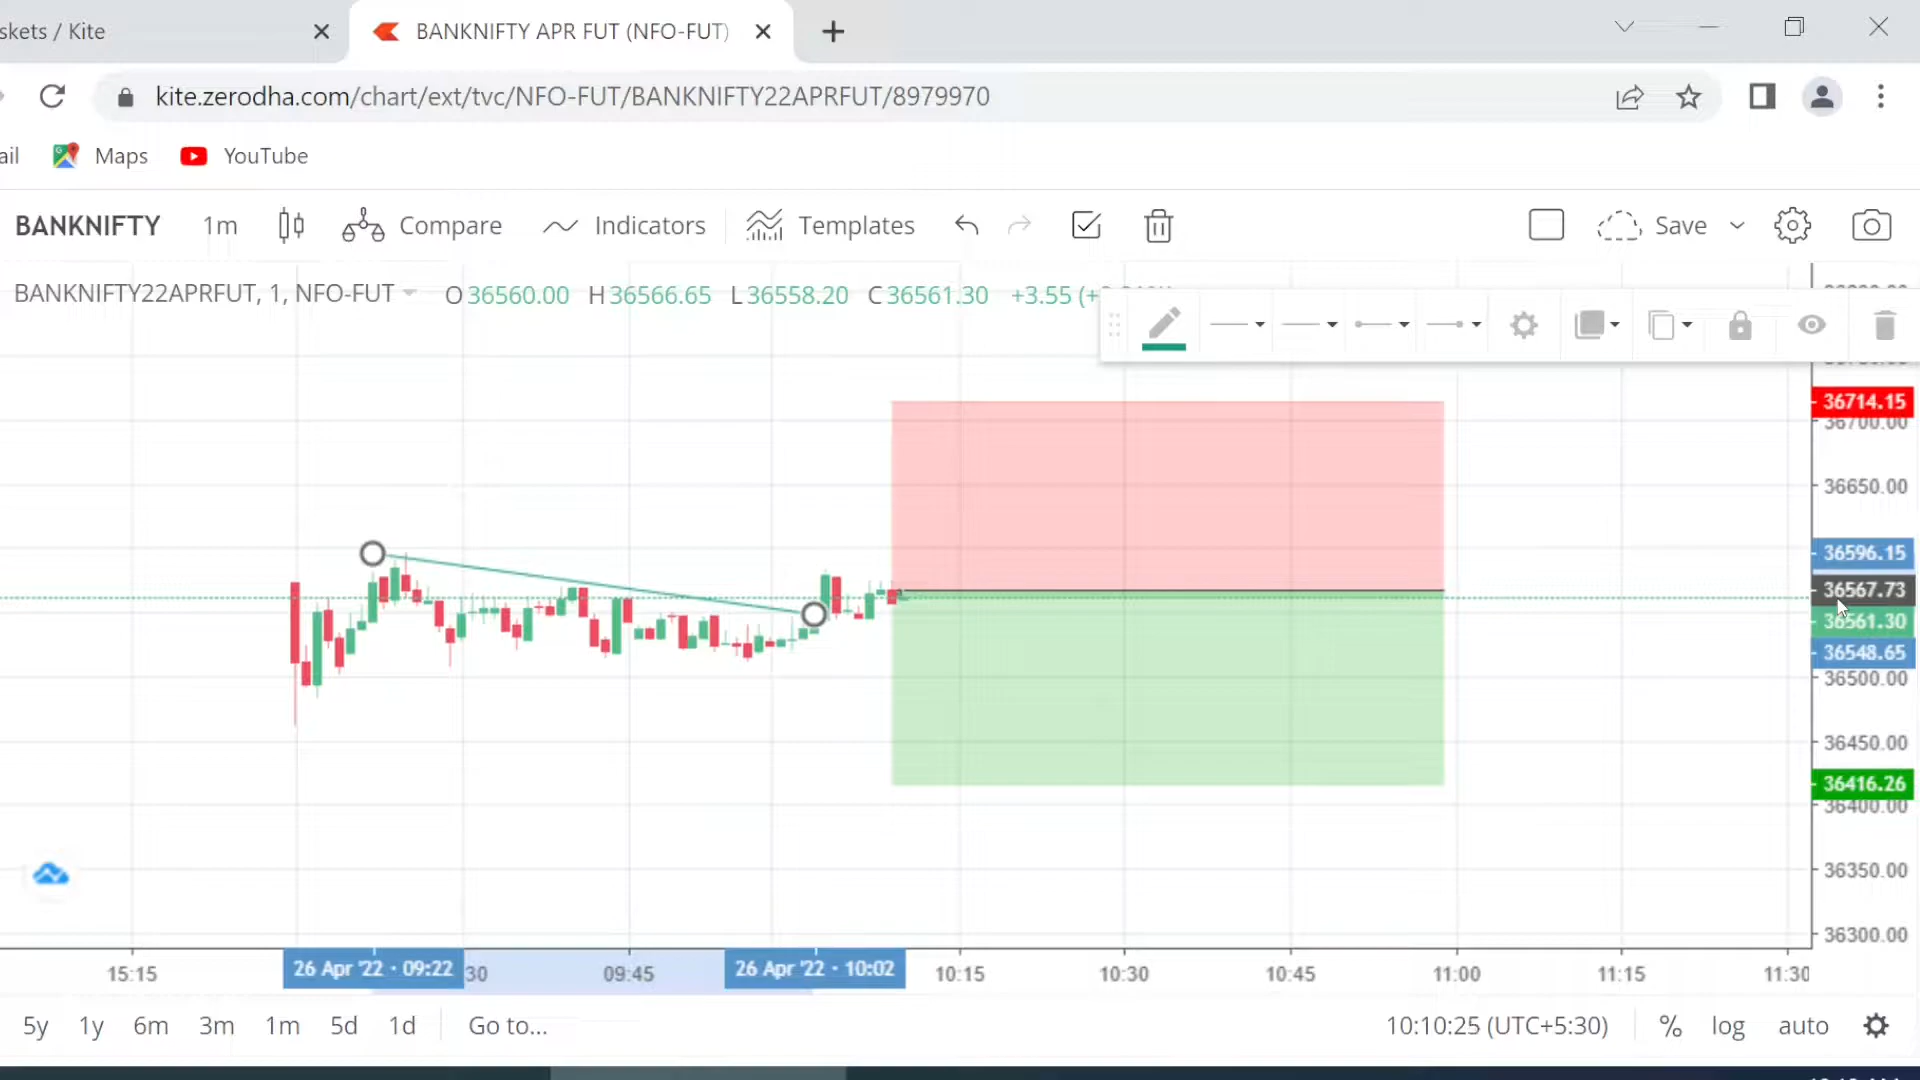 skets / Kite
BANKNIFTY APR FUT (NFO-FUT)
kite.zerodha.com/chart/ext/tvc/NFO-FUT/BANKNIFTY22APRFUT/8979970
ail Maps YouTube
BANKNIFTY 1m Compare Indicators Templates Save
BANKNIFTY22APRFUT, 1, NFO-FUT O36560.00 H36566.65 L36558.20 C36561.30 +3.55
36714.15
36700.00
36650.00
36596.15
36567.73
36561.30
36548.65
36500.00
36450.00
36416.26
36400.00
36350.00
36300.00
15:15 26 Apr '22 · 09:22 30 09:45 26 Apr '22 · 10:02 10:15 10:30 10:45 11:00 11:15 11:30
5y 1y 6m 3m 1m 5d 1d Go to... 10:10:25 (UTC+5:30) % log auto